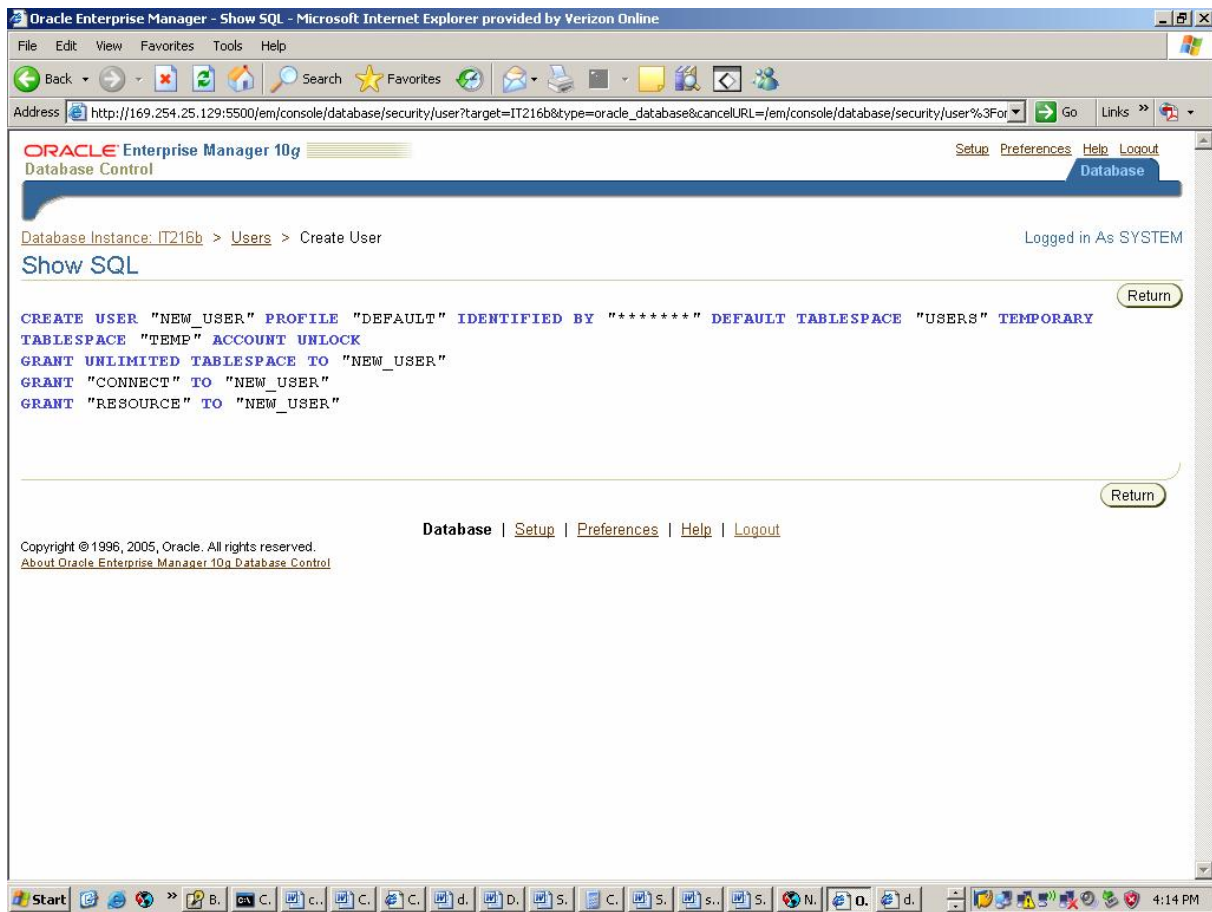 Oracle Enterprise Manager - Show SQL - Microsoft Internet Explorer provided by Verizon Online
File Edit View Favorites Tools Help
Back Search Favorites
Address http://169.254.25.129:5500/em/console/database/security/user?target=IT216b&type=oracle_database&cancelURL=/em/console/database/security/user%3For Go Links »
ORACLE Enterprise Manager 10g
Setup Preferences Help Logout
Database Control
Database
Database Instance: IT216b > Users > Create User
Logged in As SYSTEM
Show SQL
Return
CREATE USER "NEW_USER" PROFILE "DEFAULT" IDENTIFIED BY "*******" DEFAULT TABLESPACE "USERS" TEMPORARY
TABLESPACE "TEMP" ACCOUNT UNLOCK
GRANT UNLIMITED TABLESPACE TO "NEW_USER"
GRANT "CONNECT" TO "NEW_USER"
GRANT "RESOURCE" TO "NEW_USER"
Return
Database | Setup | Preferences | Help | Logout
Copyright © 1996, 2005, Oracle. All rights reserved.
About Oracle Enterprise Manager 10g Database Control
Start » B. C. c.. C. C. d. D. S. C. S. s.. S. N. O. d. 4:14 PM